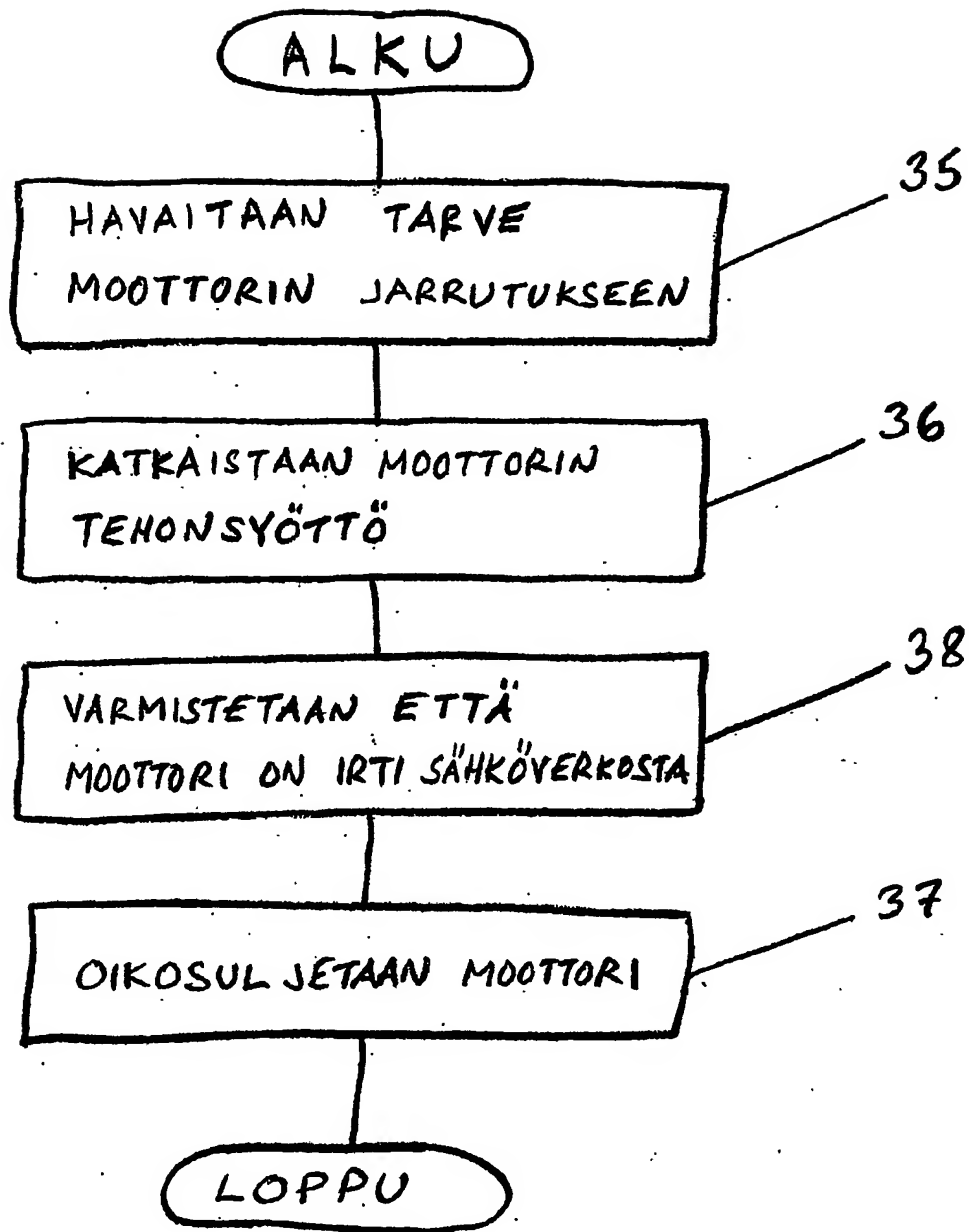 ALKU
35
HAVAITAAN TARVE
MOOTTORIN JARRUTUKSEEN
36
KATKAISTAAN MOOTTORIN
TEHONSYÖTTÖ
38
VARMISTETAAN ETTÄ
MOOTTORI ON IRTI SÄHKÖVERKOSTA
37
OIKOSULJETAAN MOOTTORI
LOPPU